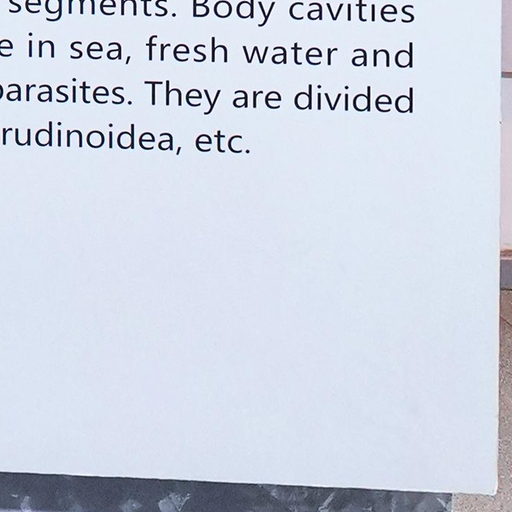 segments. Body cavities
in sea, fresh water and
parasites. They are divided
rudinoidea, etc.